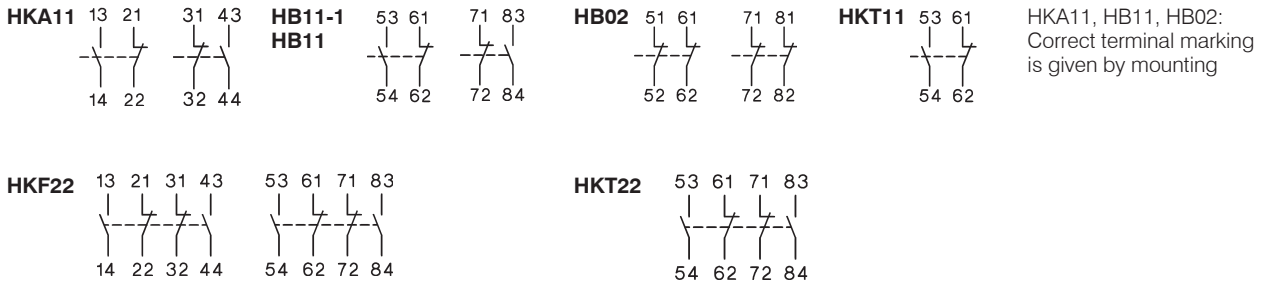 HKA11 13 21 31 43 HB11-1 53 61 71 83 HB02 51 61 71 81 HKT11 53 61 HKA11, HB11, HB02:
HB11 Correct terminal marking
is given by mounting
14 22 32 44 54 62 72 84 52 62 72 82 54 62
HKF22 13 21 31 43 53 61 71 83 HKT22 53 61 71 83
14 22 32 44 54 62 72 84 54 62 72 84